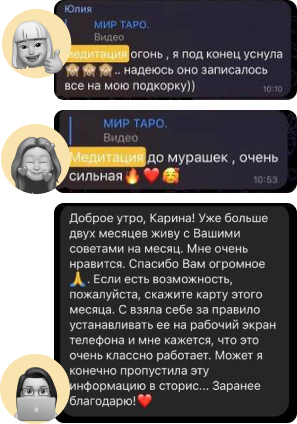 Юлия
МИР ТАРО.
Видео
медитация огонь , я под конец уснула
🙈🙈🙈.. надеюсь оно записалось
все на мою подкорку))
10:10
МИР ТАРО.
Видео
Медитация до мурашек , очень
сильная🔥❤️🥰
10:53
Доброе утро, Карина! Уже больше
двух месяцев живу с Вашими
советами на месяц. Мне очень
нравится. Спасибо Вам огромное
🙏. Если есть возможность,
пожалуйста, скажите карту этого
месяца. С взяла себе за правило
устанавливать ее на рабочий экран
телефона и мне кажется, что это
очень классно работает. Может я
конечно пропустила эту
информацию в сторис... Заранее
благодарю!❤️